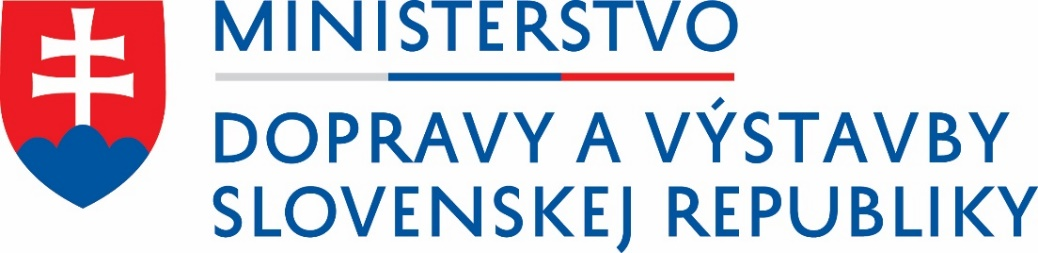 MINISTERSTVO
DOPRAVY A VÝSTAVBY
SLOVENSKEJ REPUBLIKY